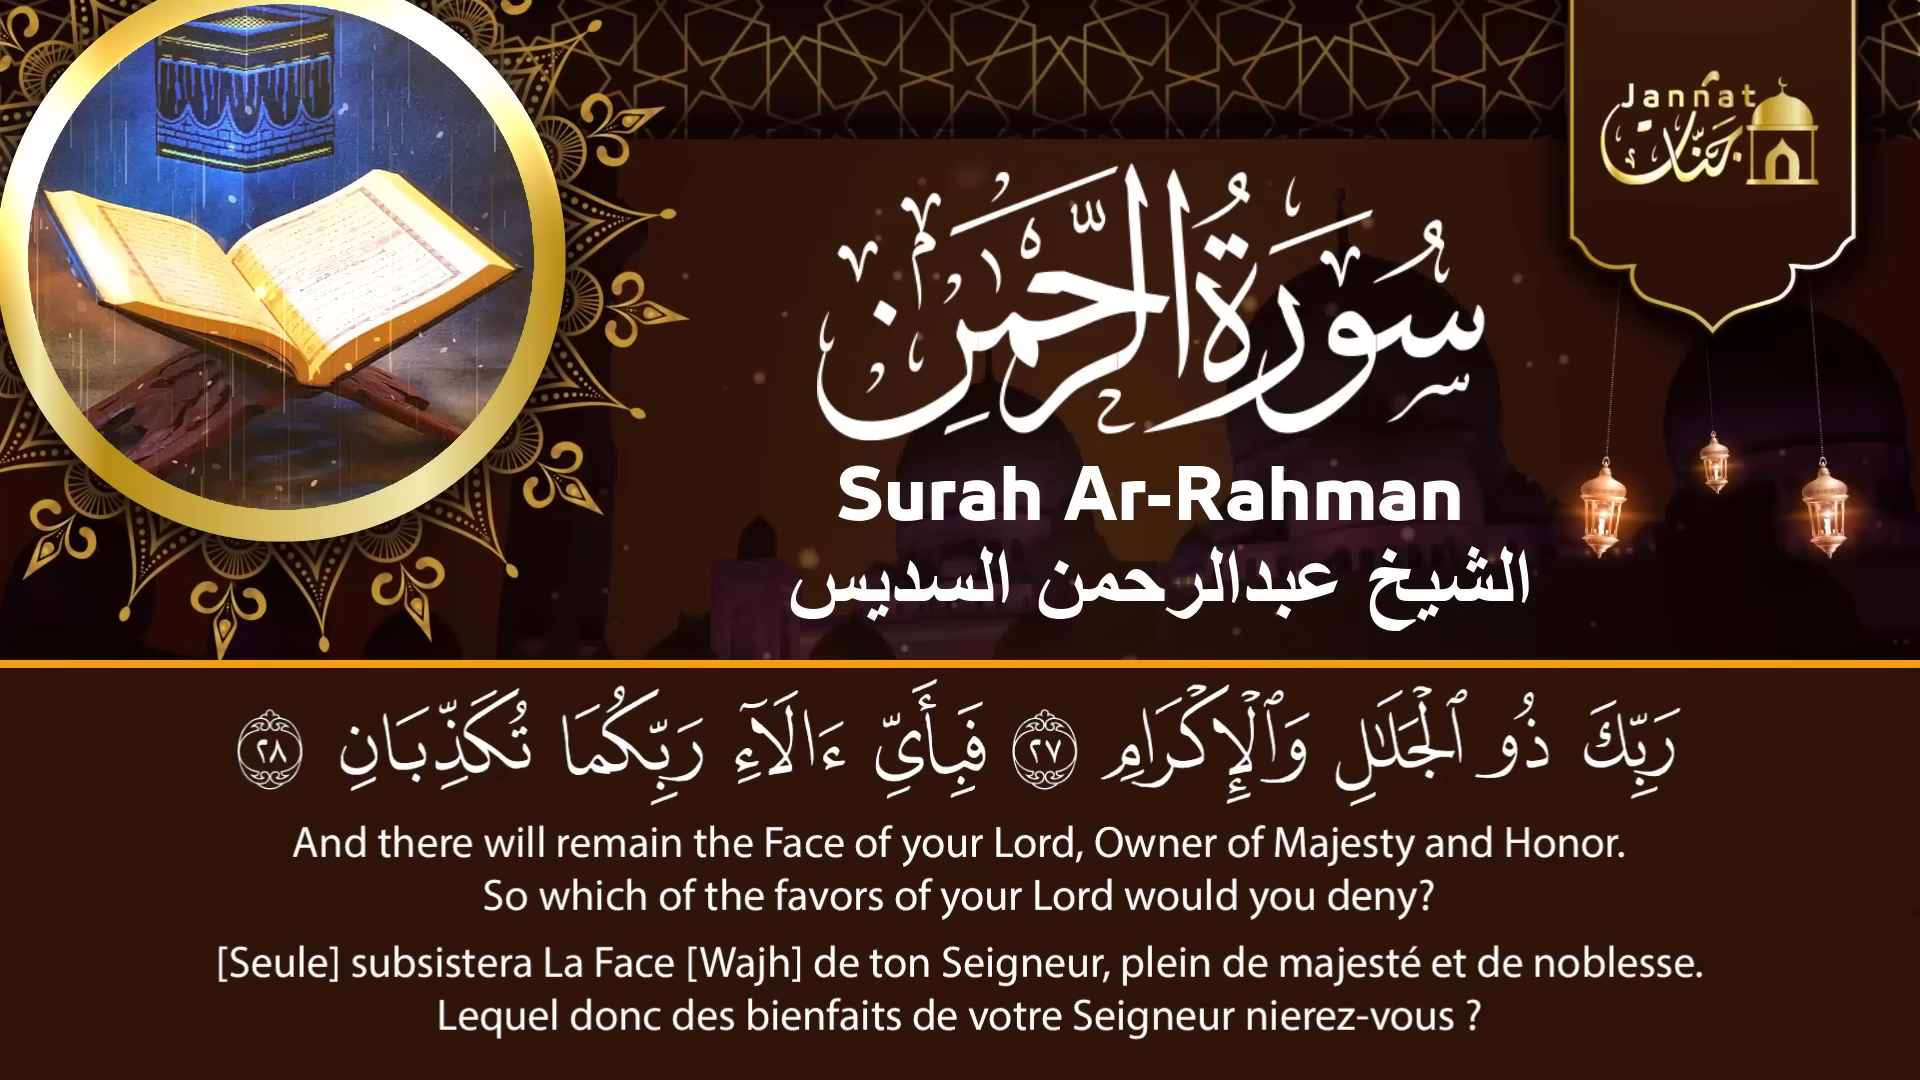 Jannat
جنّات
سُورَةُ الرَّحْمَٰنِ
Surah Ar-Rahman
الشيخ عبدالرحمن السديس
رَبِّكَ ذُو ٱلْجَلَٰلِ وَٱلْإِكْرَامِ ٢٧ فَبِأَىِّ ءَالَآءِ رَبِّكُمَا تُكَذِّبَانِ ٢٨
And there will remain the Face of your Lord, Owner of Majesty and Honor.
So which of the favors of your Lord would you deny?
[Seule] subsistera La Face [Wajh] de ton Seigneur, plein de majesté et de noblesse.
Lequel donc des bienfaits de votre Seigneur nierez-vous ?